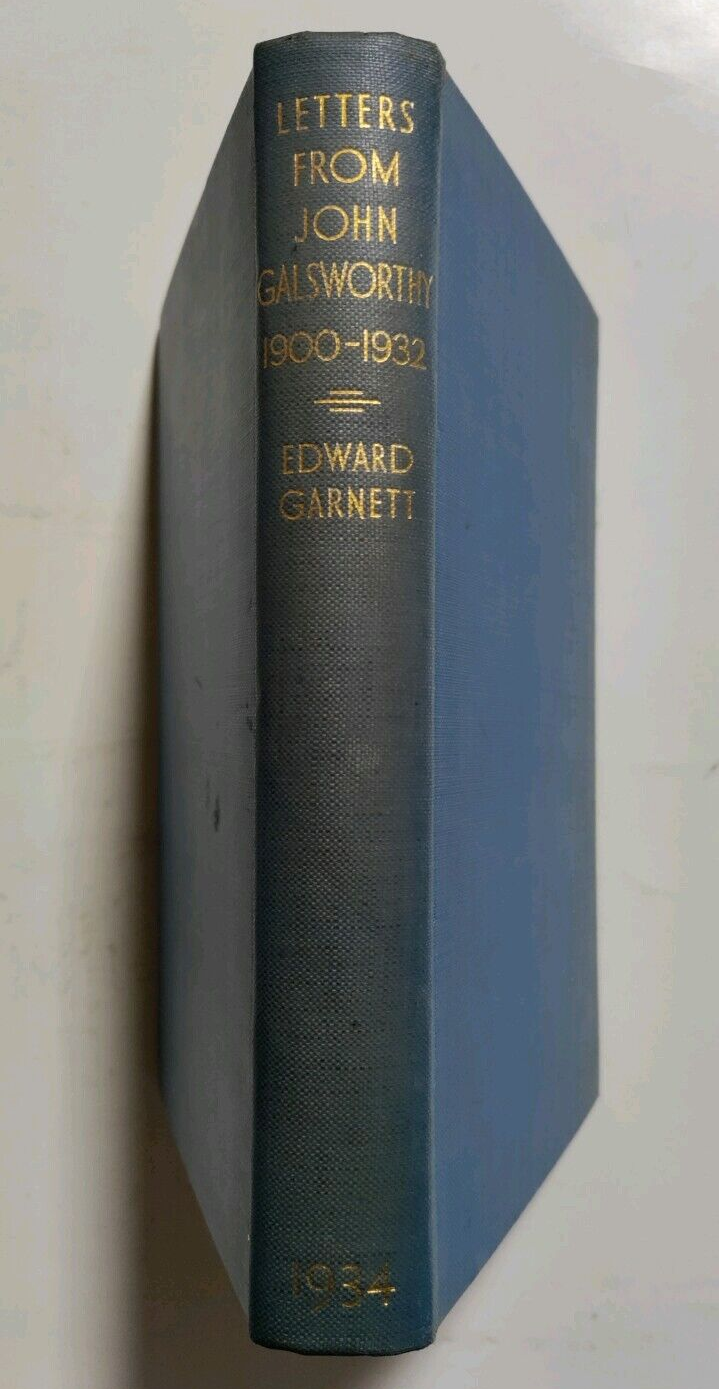 LETTERS
FROM
JOHN
GALSWORTHY
1900-1932
EDWARD
GARNETT
1934